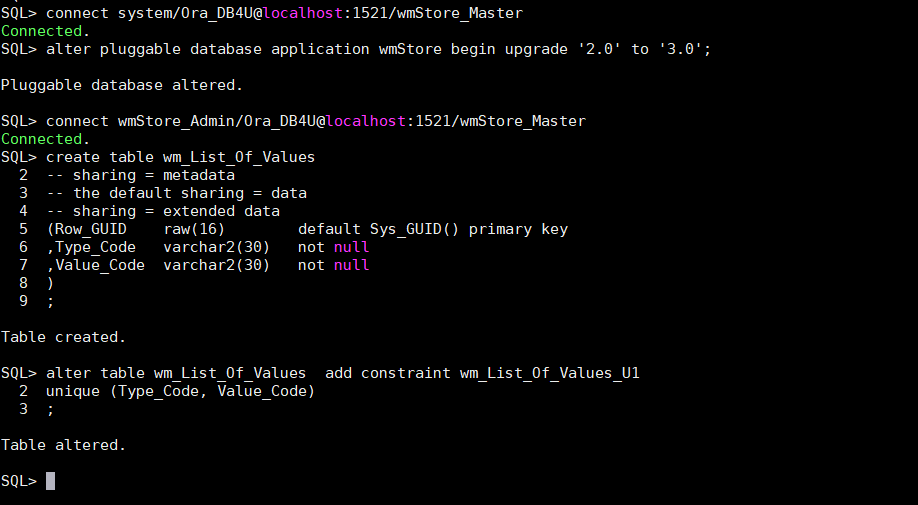 SQL> connect system/Ora_DB4U@localhost:1521/wmStore_Master
Connected.
SQL> alter pluggable database application wmStore begin upgrade '2.0' to '3.0';
Pluggable database altered.
SQL> connect wmStore_Admin/Ora_DB4U@localhost:1521/wmStore_Master
Connected.
SQL> create table wm_List_Of_Values
  2  -- sharing = metadata
  3  -- the default sharing = data
  4  -- sharing = extended data
  5  (Row_GUID    raw(16)        default Sys_GUID() primary key
  6  ,Type_Code   varchar2(30)   not null
  7  ,Value_Code  varchar2(30)   not null
  8  )
  9  ;
Table created.
SQL> alter table wm_List_Of_Values  add constraint wm_List_Of_Values_U1
  2  unique (Type_Code, Value_Code)
  3  ;
Table altered.
SQL>